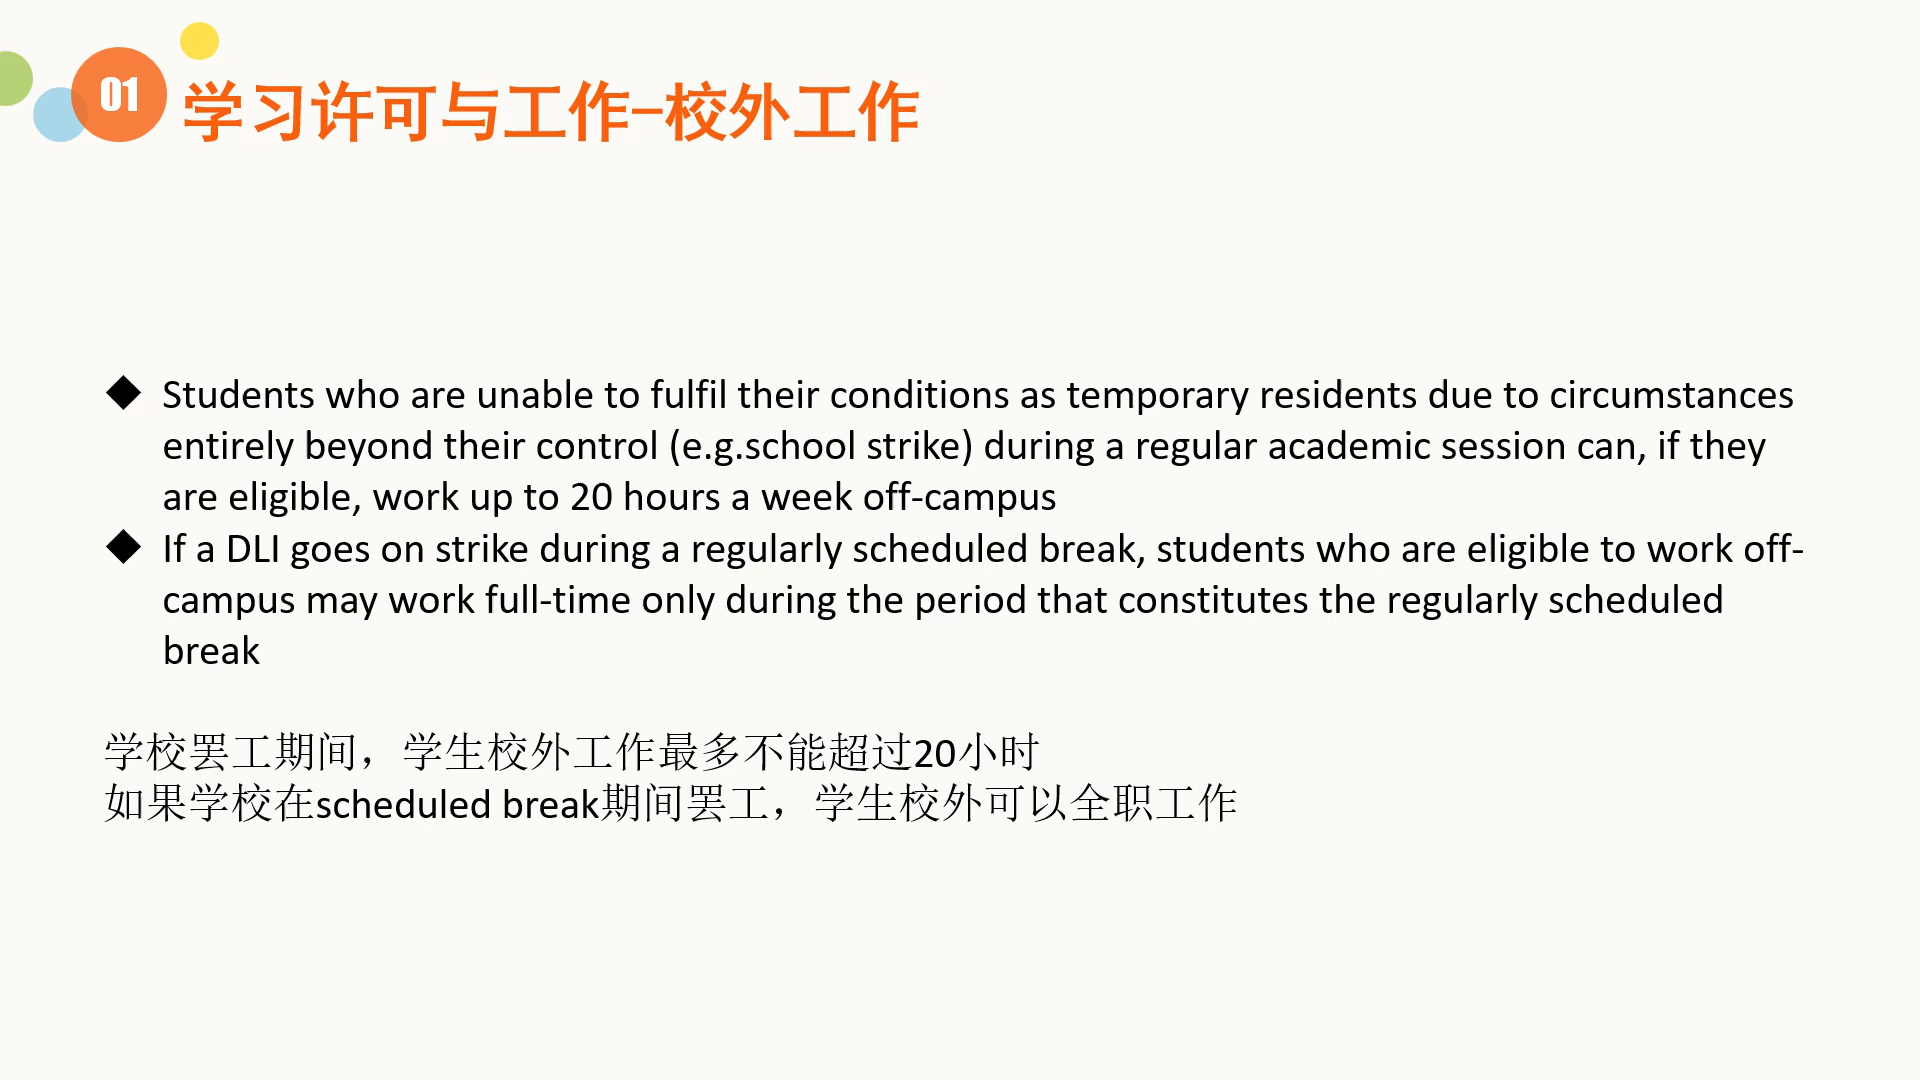 01
学习许可与工作-校外工作
◆ Students who are unable to fulfil their conditions as temporary residents due to circumstances
entirely beyond their control (e.g.school strike) during a regular academic session can, if they
are eligible, work up to 20 hours a week off-campus
◆ If a DLI goes on strike during a regularly scheduled break, students who are eligible to work off-
campus may work full-time only during the period that constitutes the regularly scheduled
break
学校罢工期间，学生校外工作最多不能超过20小时
如果学校在scheduled break期间罢工，学生校外可以全职工作